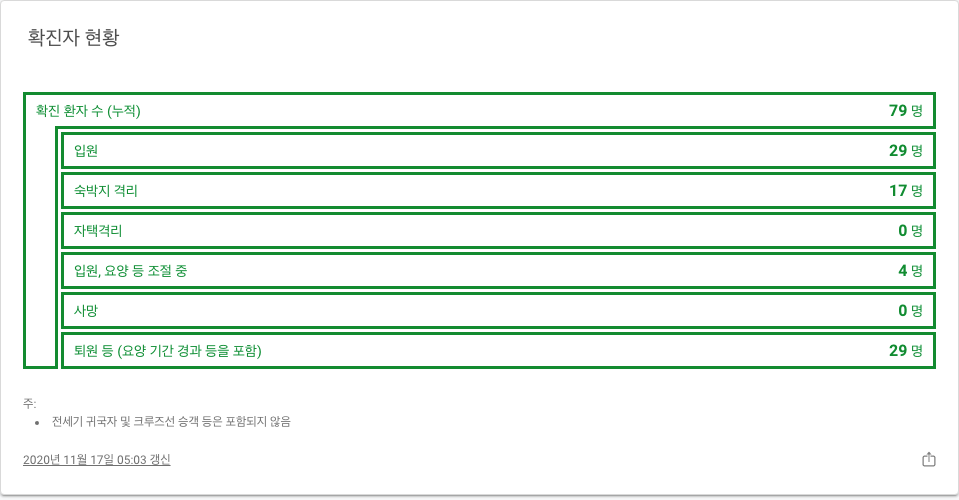 확진자 현황
확진 환자 수 (누적) 79 명
입원 29 명
숙박지 격리 17 명
자택격리 0 명
입원, 요양 등 조절 중 4 명
사망 0 명
퇴원 등 (요양 기간 경과 등을 포함) 29 명
주:
• 전세기 귀국자 및 크루즈선 승객 등은 포함되지 않음
2020년 11월 17일 05:03 갱신